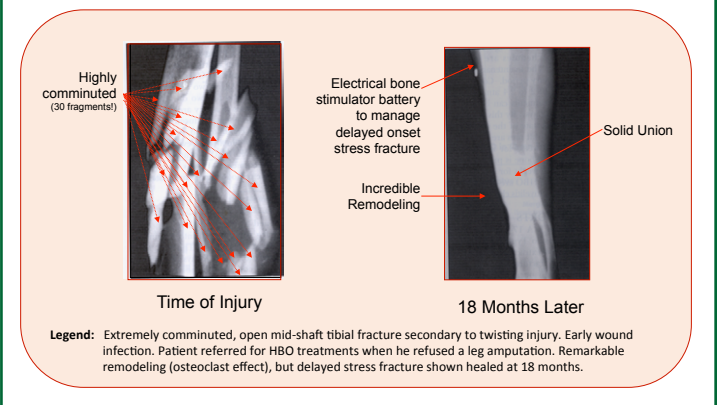 Highly
comminuted
(30 fragments!)
Electrical bone
stimulator battery
to manage
delayed onset
stress fracture
Incredible
Remodeling
Solid Union
Time of Injury
18 Months Later
Legend: Extremely comminuted, open mid-shaft tibial fracture secondary to twisting injury. Early wound
infection. Patient referred for HBO treatments when he refused a leg amputation. Remarkable
remodeling (osteoclast effect), but delayed stress fracture shown healed at 18 months.